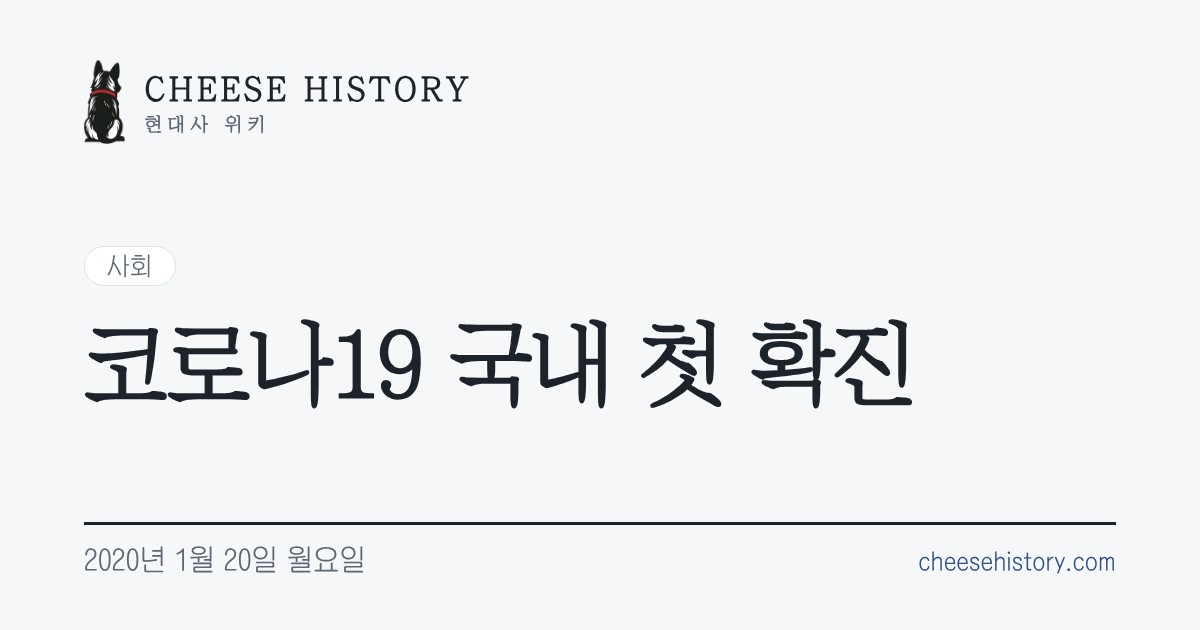 CHEESE HISTORY
현대사 위키
사회
코로나19 국내 첫 확진
2020년 1월 20일 월요일
cheesehistory.com